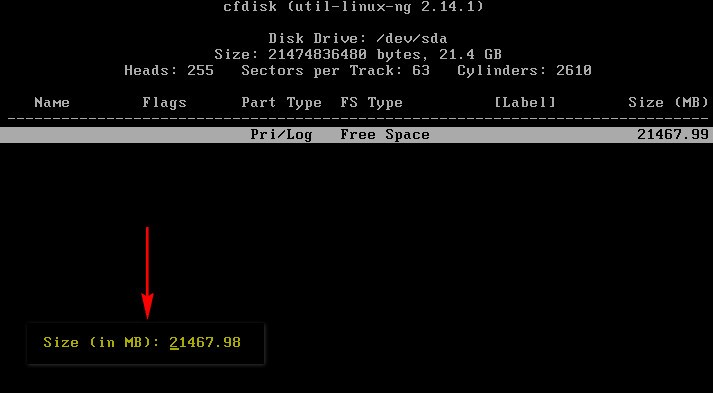 cfdisk (util-linux-ng 2.14.1)
Disk Drive: /dev/sda
Size: 21474836480 bytes, 21.4 GB
Heads: 255 Sectors per Track: 63 Cylinders: 2610
Name Flags Part Type FS Type [Label] Size (MB)
Pri/Log Free Space 21467.99
Size (in MB): 21467.98